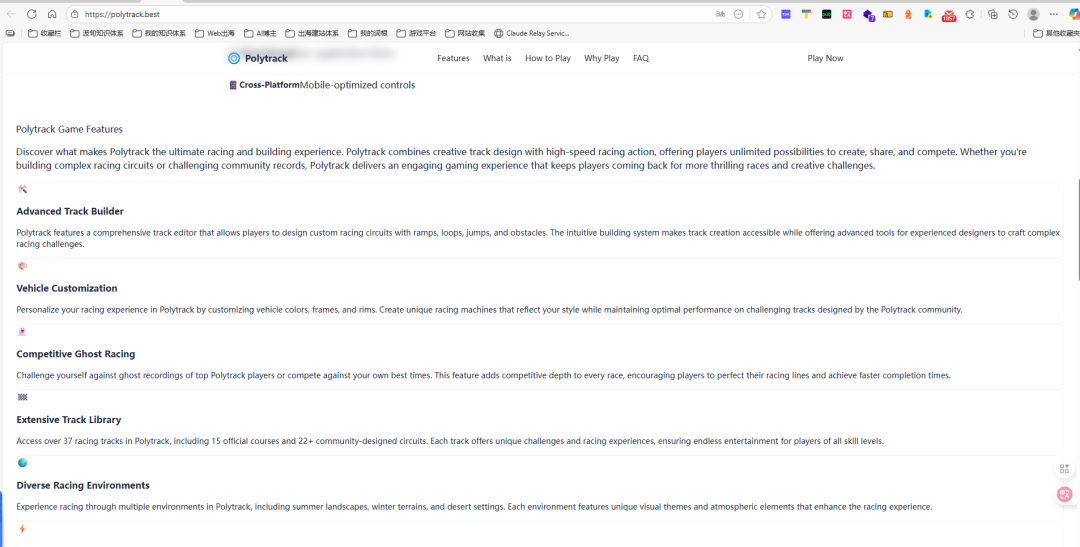 https://polytrack.best
1857
收藏栏
我的知识体系
Web出海
AI博主
出海建站体系
我的词根
游戏平台
网站收集
Claude Relay Servic...
其他收藏夹
Polytrack
Features
What is
How to Play
Why Play
FAQ
Play Now
Cross-PlatformMobile-optimized controls
Polytrack Game Features
Discover what makes Polytrack the ultimate racing and building experience. Polytrack combines creative track design with high-speed racing action, offering players unlimited possibilities to create, share, and compete. Whether you're
building complex racing circuits or challenging community records, Polytrack delivers an engaging gaming experience that keeps players coming back for more thrilling races and creative challenges.
Advanced Track Builder
Polytrack features a comprehensive track editor that allows players to design custom racing circuits with ramps, loops, jumps, and obstacles. The intuitive building system makes track creation accessible while offering advanced tools for experienced designers to craft complex
racing challenges.
Vehicle Customization
Personalize your racing experience in Polytrack by customizing vehicle colors, frames, and rims. Create unique racing machines that reflect your style while maintaining optimal performance on challenging tracks designed by the Polytrack community.
Competitive Ghost Racing
Challenge yourself against ghost recordings of top Polytrack players or compete against your own best times. This feature adds competitive depth to every race, encouraging players to perfect their racing lines and achieve faster completion times.
Extensive Track Library
Access over 37 racing tracks in Polytrack, including 15 official courses and 22+ community-designed circuits. Each track offers unique challenges and racing experiences, ensuring endless entertainment for players of all skill levels.
Diverse Racing Environments
Experience racing through multiple environments in Polytrack, including summer landscapes, winter terrains, and desert settings. Each environment features unique visual themes and atmospheric elements that enhance the racing experience.